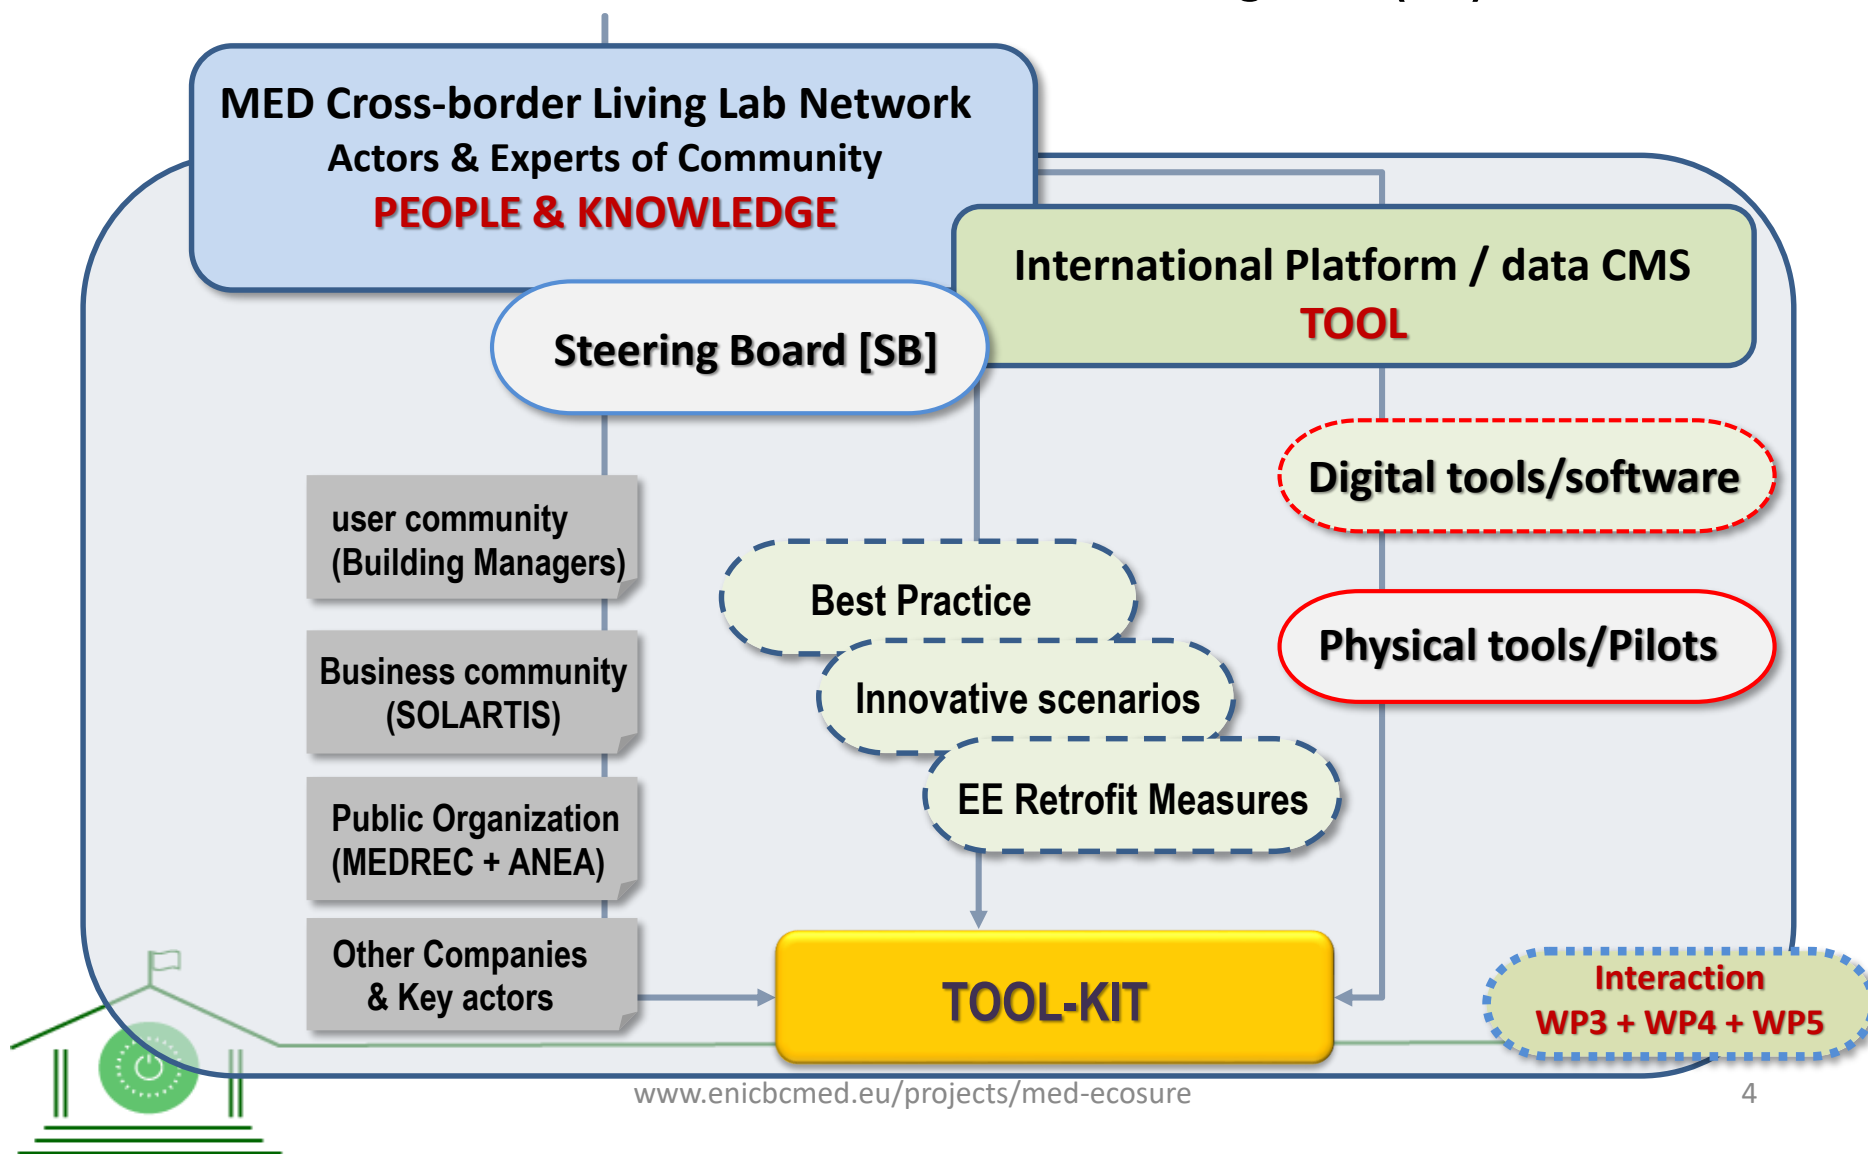 MED Cross-border Living Lab Network
Actors & Experts of Community
PEOPLE & KNOWLEDGE
International Platform / data CMS
TOOL
Steering Board [SB]
user community
(Building Managers)
Business community
(SOLARTIS)
Public Organization
(MEDREC + ANEA)
Other Companies
& Key actors
Best Practice
Innovative scenarios
EE Retrofit Measures
Digital tools/software
Physical tools/Pilots
TOOL-KIT
Interaction
WP3 + WP4 + WP5
www.enicbcmed.eu/projects/med-ecosure
4